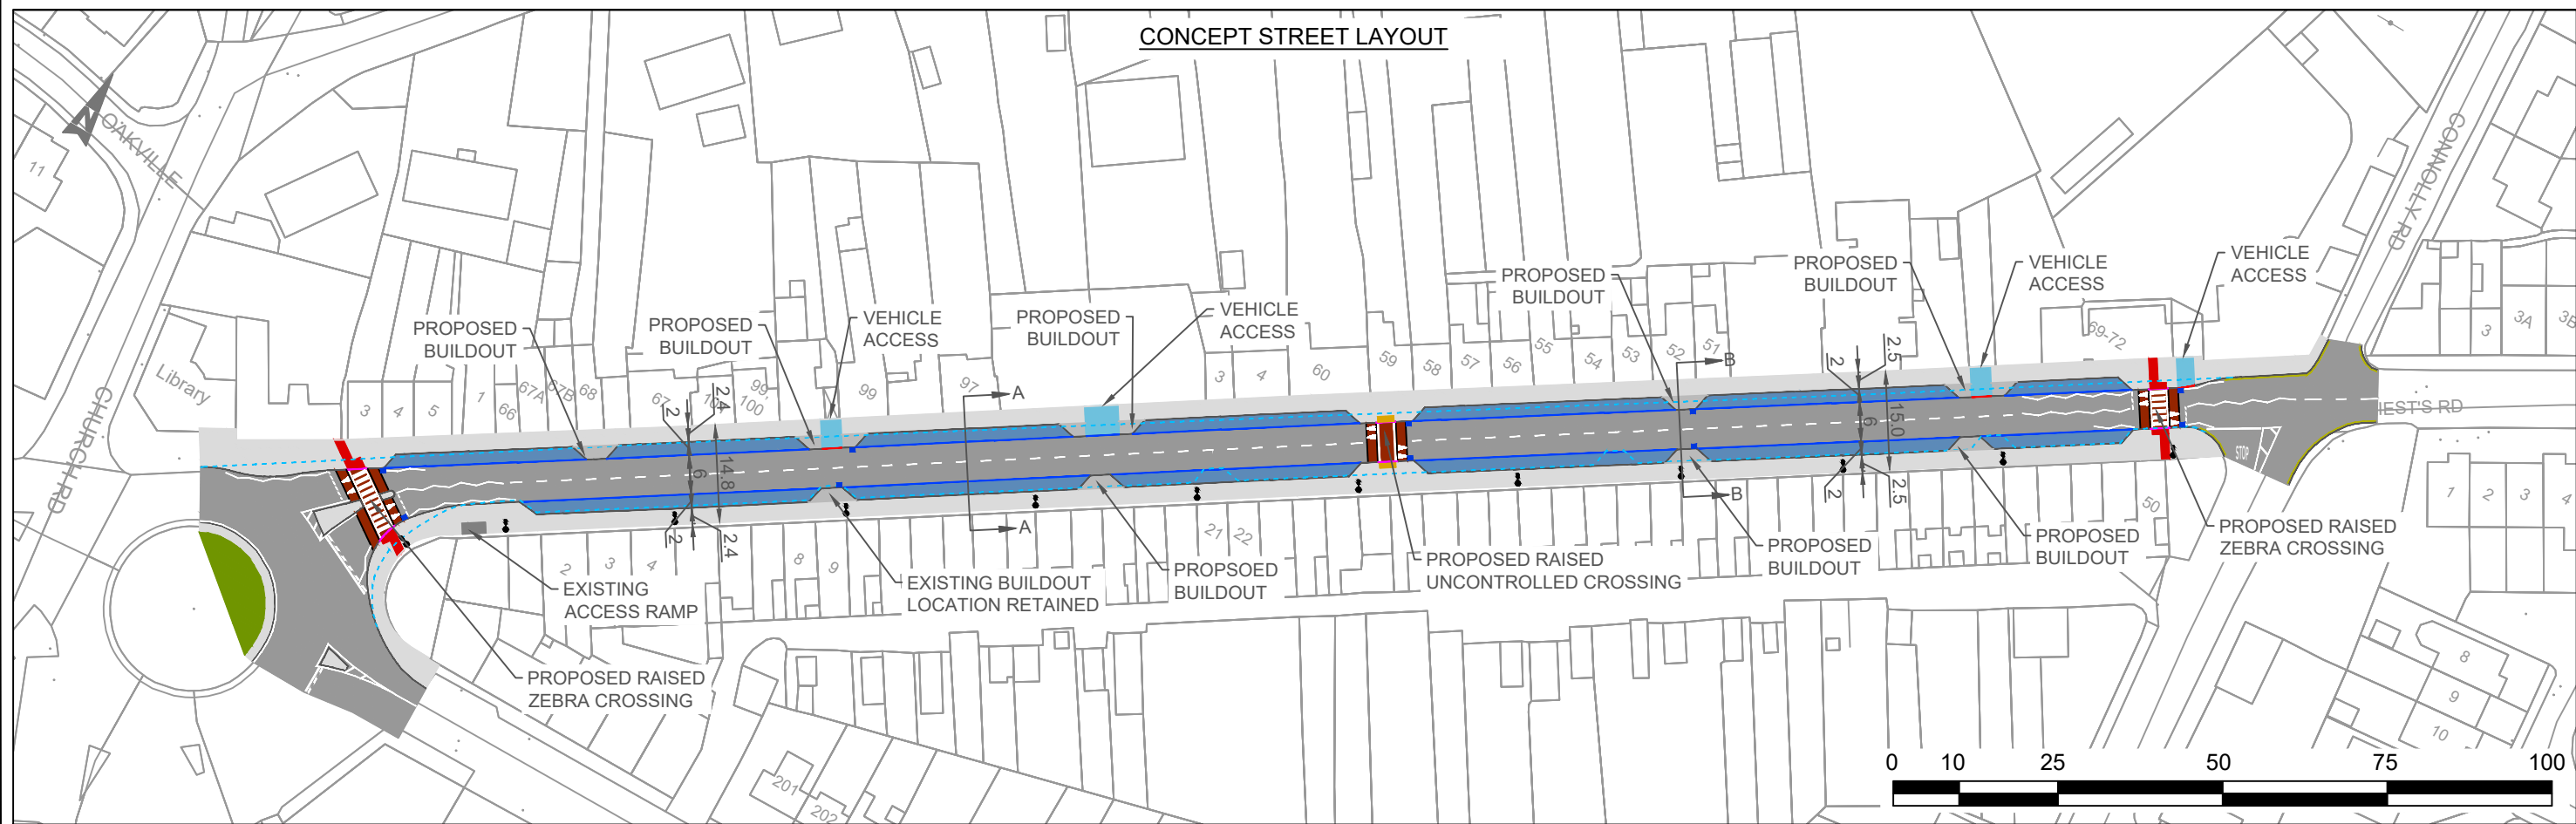 CONCEPT STREET LAYOUT
OAKVILLE
11
CONNOLLY RD
CHURCH RD
Library
PROPOSED
BUILDOUT
PROPOSED
BUILDOUT
VEHICLE
ACCESS
PROPOSED
BUILDOUT
VEHICLE
ACCESS
PROPOSED
BUILDOUT
PROPOSED
BUILDOUT
VEHICLE
ACCESS
VEHICLE
ACCESS
3
4
5
1
66
67A
67B
68
67
99,
100
99
97
3
4
60
59
58
57
56
55
54
53
52
51
69-72
3
3A
3B
A
B
2
2.4
6
14.8
2
2.4
2
2.5
6
15.0
2
2.5
A
B
IEST'S RD
STOP
N
2
3
4
8
9
21
22
50
1
2
3
4
EXISTING
ACCESS RAMP
EXISTING BUILDOUT
LOCATION RETAINED
PROPSOED
BUILDOUT
PROPOSED RAISED
UNCONTROLLED CROSSING
PROPOSED
BUILDOUT
PROPOSED
BUILDOUT
PROPOSED RAISED
ZEBRA CROSSING
PROPOSED RAISED
ZEBRA CROSSING
201
202
8
9
10
0 10 25 50 75 100